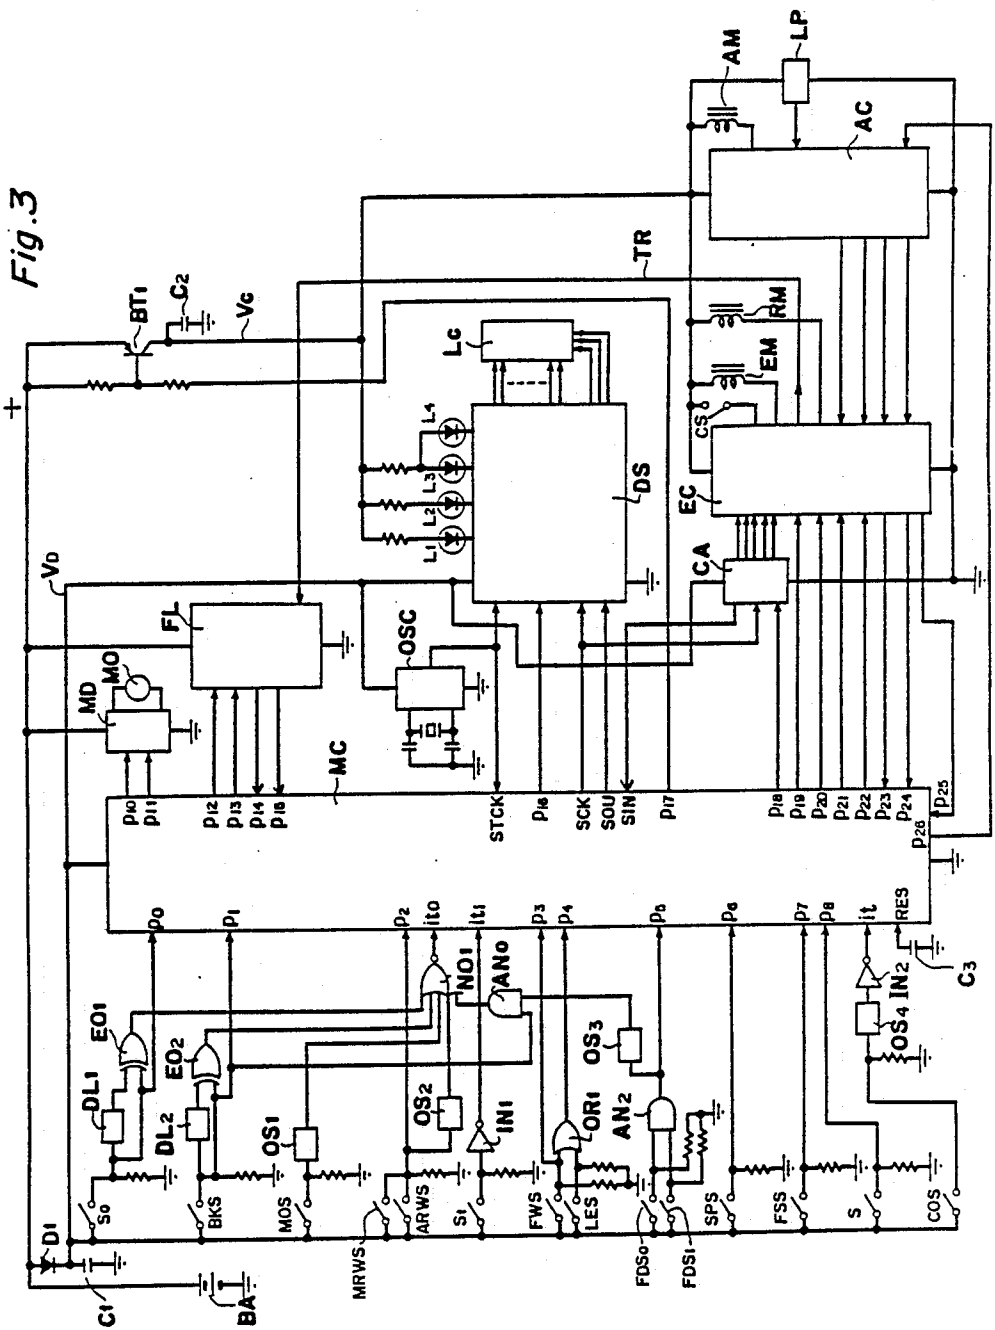 Fig.3
+
BT1
C2
VG
VD
TR
AM
LP
AC
RM
EM
CS
EC
CA
Lc
DS
L1
L2
L3
L4
FL
MO
MD
OSC
MC
P10
P11
P12
P13
P14
P15
STCK
P16
SCK
SOU
SIN
P17
P18
P19
P20
P21
P22
P23
P24
P25
P26
P0
P1
P2
it0
it1
P3
P4
P5
P6
P7
P8
it
RES
EO1
EO2
NO1
ANo
DL1
DL2
OS1
OS2
OS3
OS4
IN1
IN2
OR1
AN2
C3
So
BKS
MOS
MRWS
ARWS
S1
FWS
LES
FDSo
FDS1
SPS
FSS
S
COS
D1
C1
BA